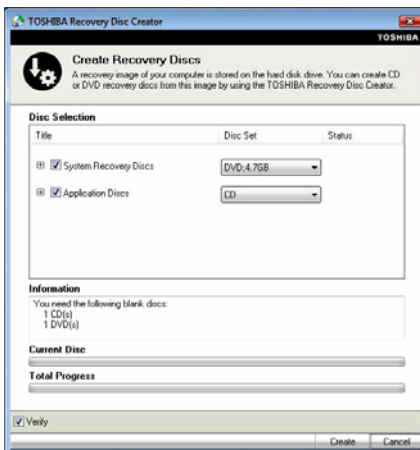 TOSHIBA Recovery Disc Creator
TOSHIBA
Create Recovery Discs
A recovery image of your computer is stored on the hard disk drive. You can create CD
or DVD recovery discs from this image by using the TOSHIBA Recovery Disc Creator.
Disc Selection
Title Disc Set Status
System Recovery Discs DVD:4.7GB
Application Discs CD
Information
You need the following blank discs:
1 CD(s)
1 DVD(s)
Current Disc
Total Progress
Verify
Create Cancel